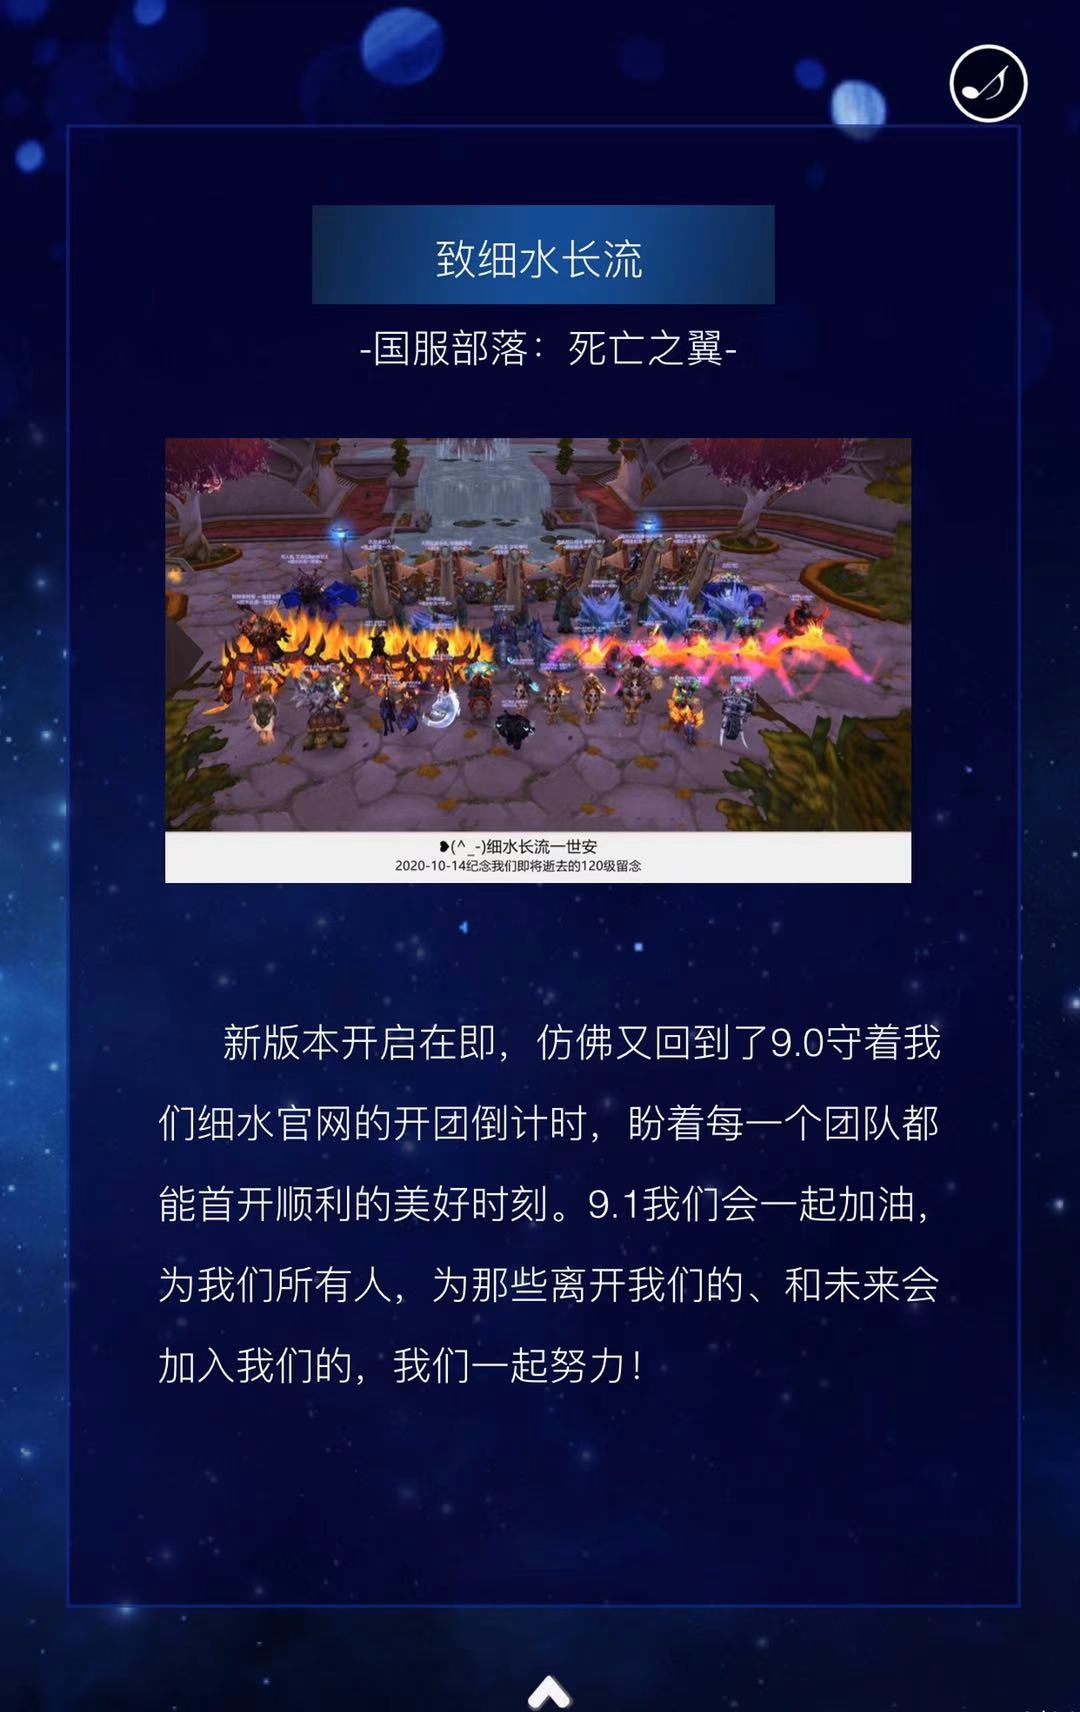 致细水长流
-国服部落：死亡之翼-
❥(^_-)细水长流一世安
2020-10-14纪念我们即将逝去的120级留念
新版本开启在即，仿佛又回到了9.0守着我
们细水官网的开团倒计时，盼着每一个团队都
能首开顺利的美好时刻。9.1我们会一起加油，
为我们所有人，为那些离开我们的、和未来会
加入我们的，我们一起努力！